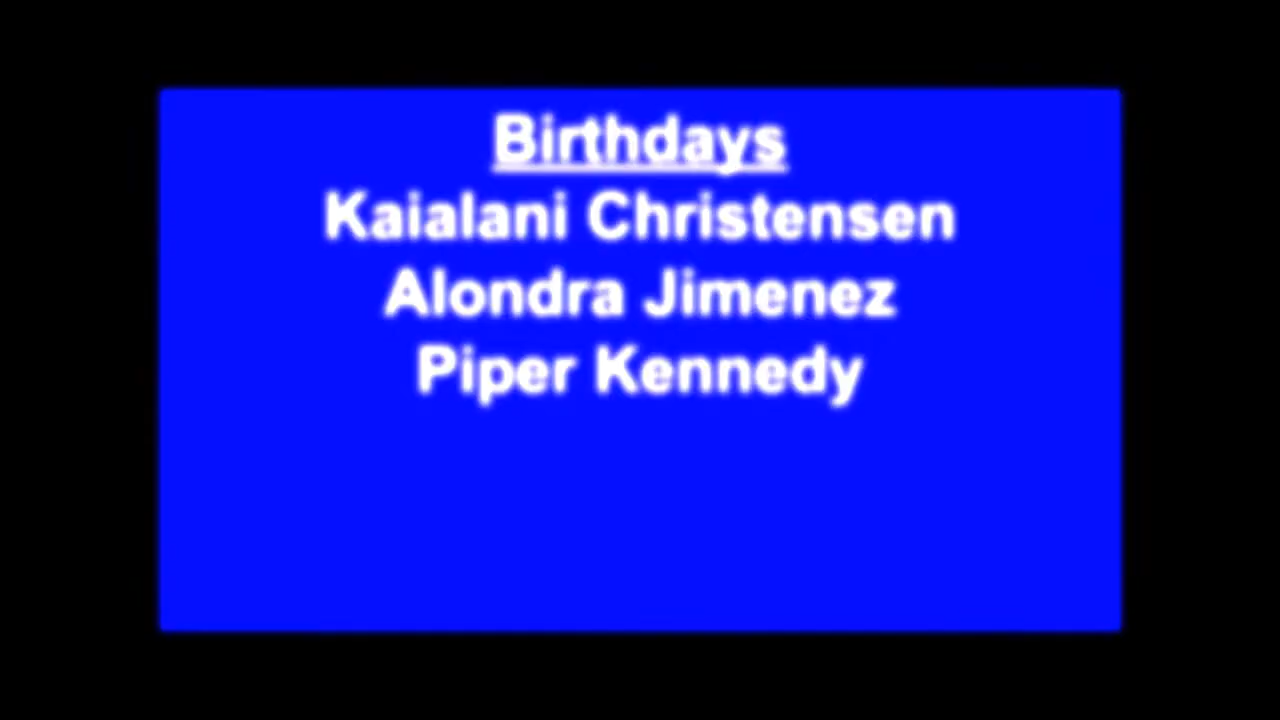 Birthdays
Kaialani Christensen
Alondra Jimenez
Piper Kennedy